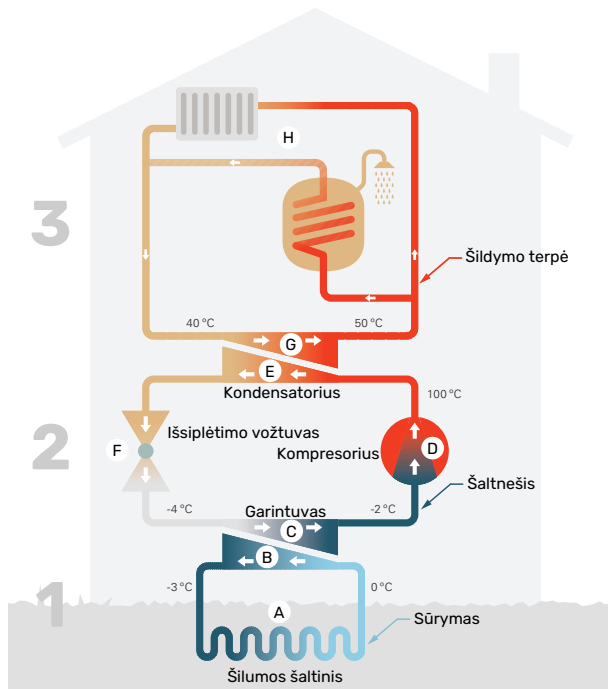 H
3
Šildymo terpė
40 °C
50 °C
G
E
Kondensatorius
100 °C
Išsiplėtimo vožtuvas
2
F
Kompresorius
D
Šaltnešis
Garintuvas
-4 °C
-2 °C
C
B
-3 °C
0 °C
1
A
Sūrymas
Šilumos šaltinis